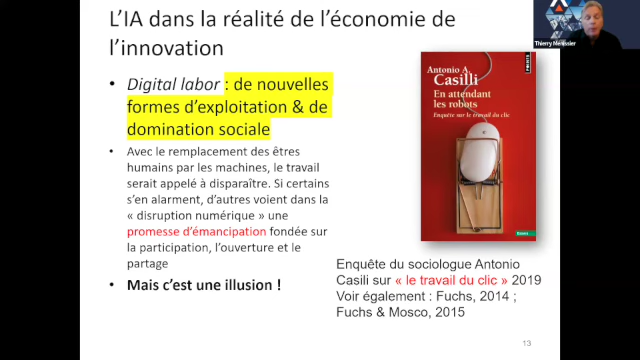 L'IA dans la réalité de l'économie de
l'innovation
• Digital labor : de nouvelles
formes d'exploitation & de
domination sociale
• Avec le remplacement des êtres
humains par les machines, le travail
serait appelé à disparaître. Si certains
s'en alarment, d'autres voient dans la
« disruption numérique » une
promesse d'émancipation fondée sur
la participation, l'ouverture et le
partage
• Mais c'est une illusion !
Antonio A.
Casilli
En attendant
les robots
Enquête sur le travail du clic
POINTS
Enquête du sociologue Antonio
Casili sur » le travail du clic » 2019
Voir également : Fuchs, 2014 ;
Fuchs & Mosco, 2015
13
Thierry Ménissier